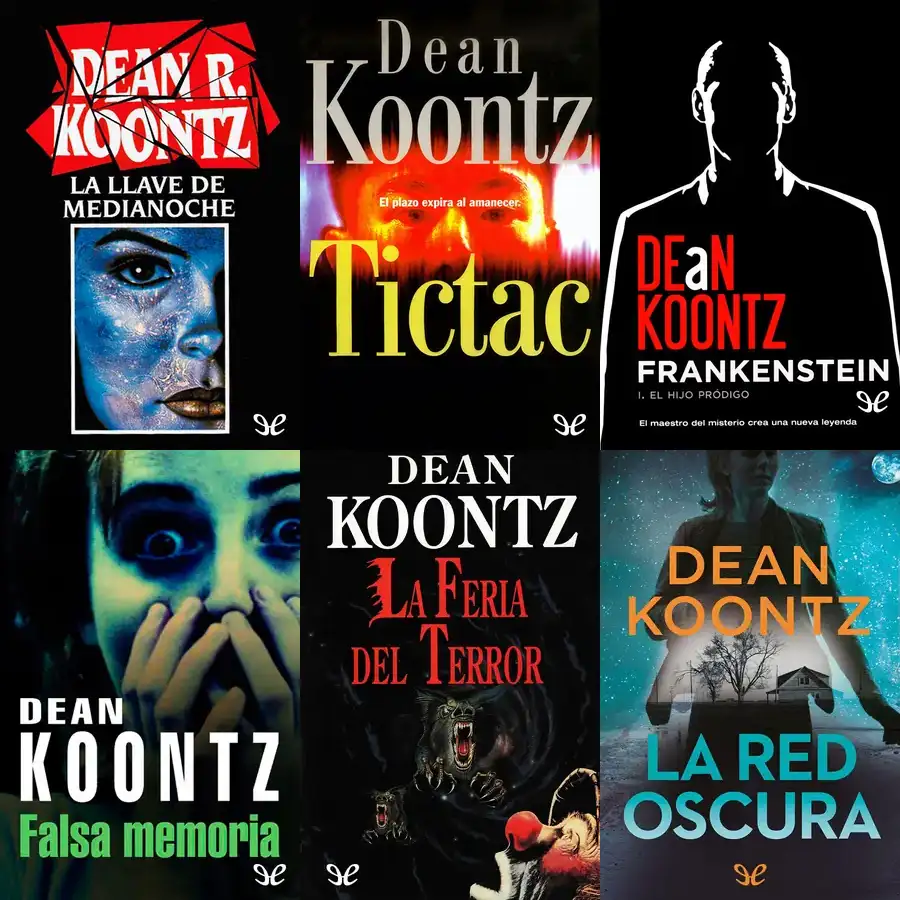 DEAN R.
KOONTZ
LA LLAVE DE
MEDIANOCHE
Dean
Koontz
El plazo expira al amanecer.
Tictac
DEaN
KOONTZ
FRANKENSTEIN
I. EL HIJO PRÓDIGO
El maestro del misterio crea una nueva leyenda
DEAN
KOONTZ
Falsa memoria
DEAN
KOONTZ
LA FERIA
DEL TERROR
DEAN
KOONTZ
LA RED
OSCURA